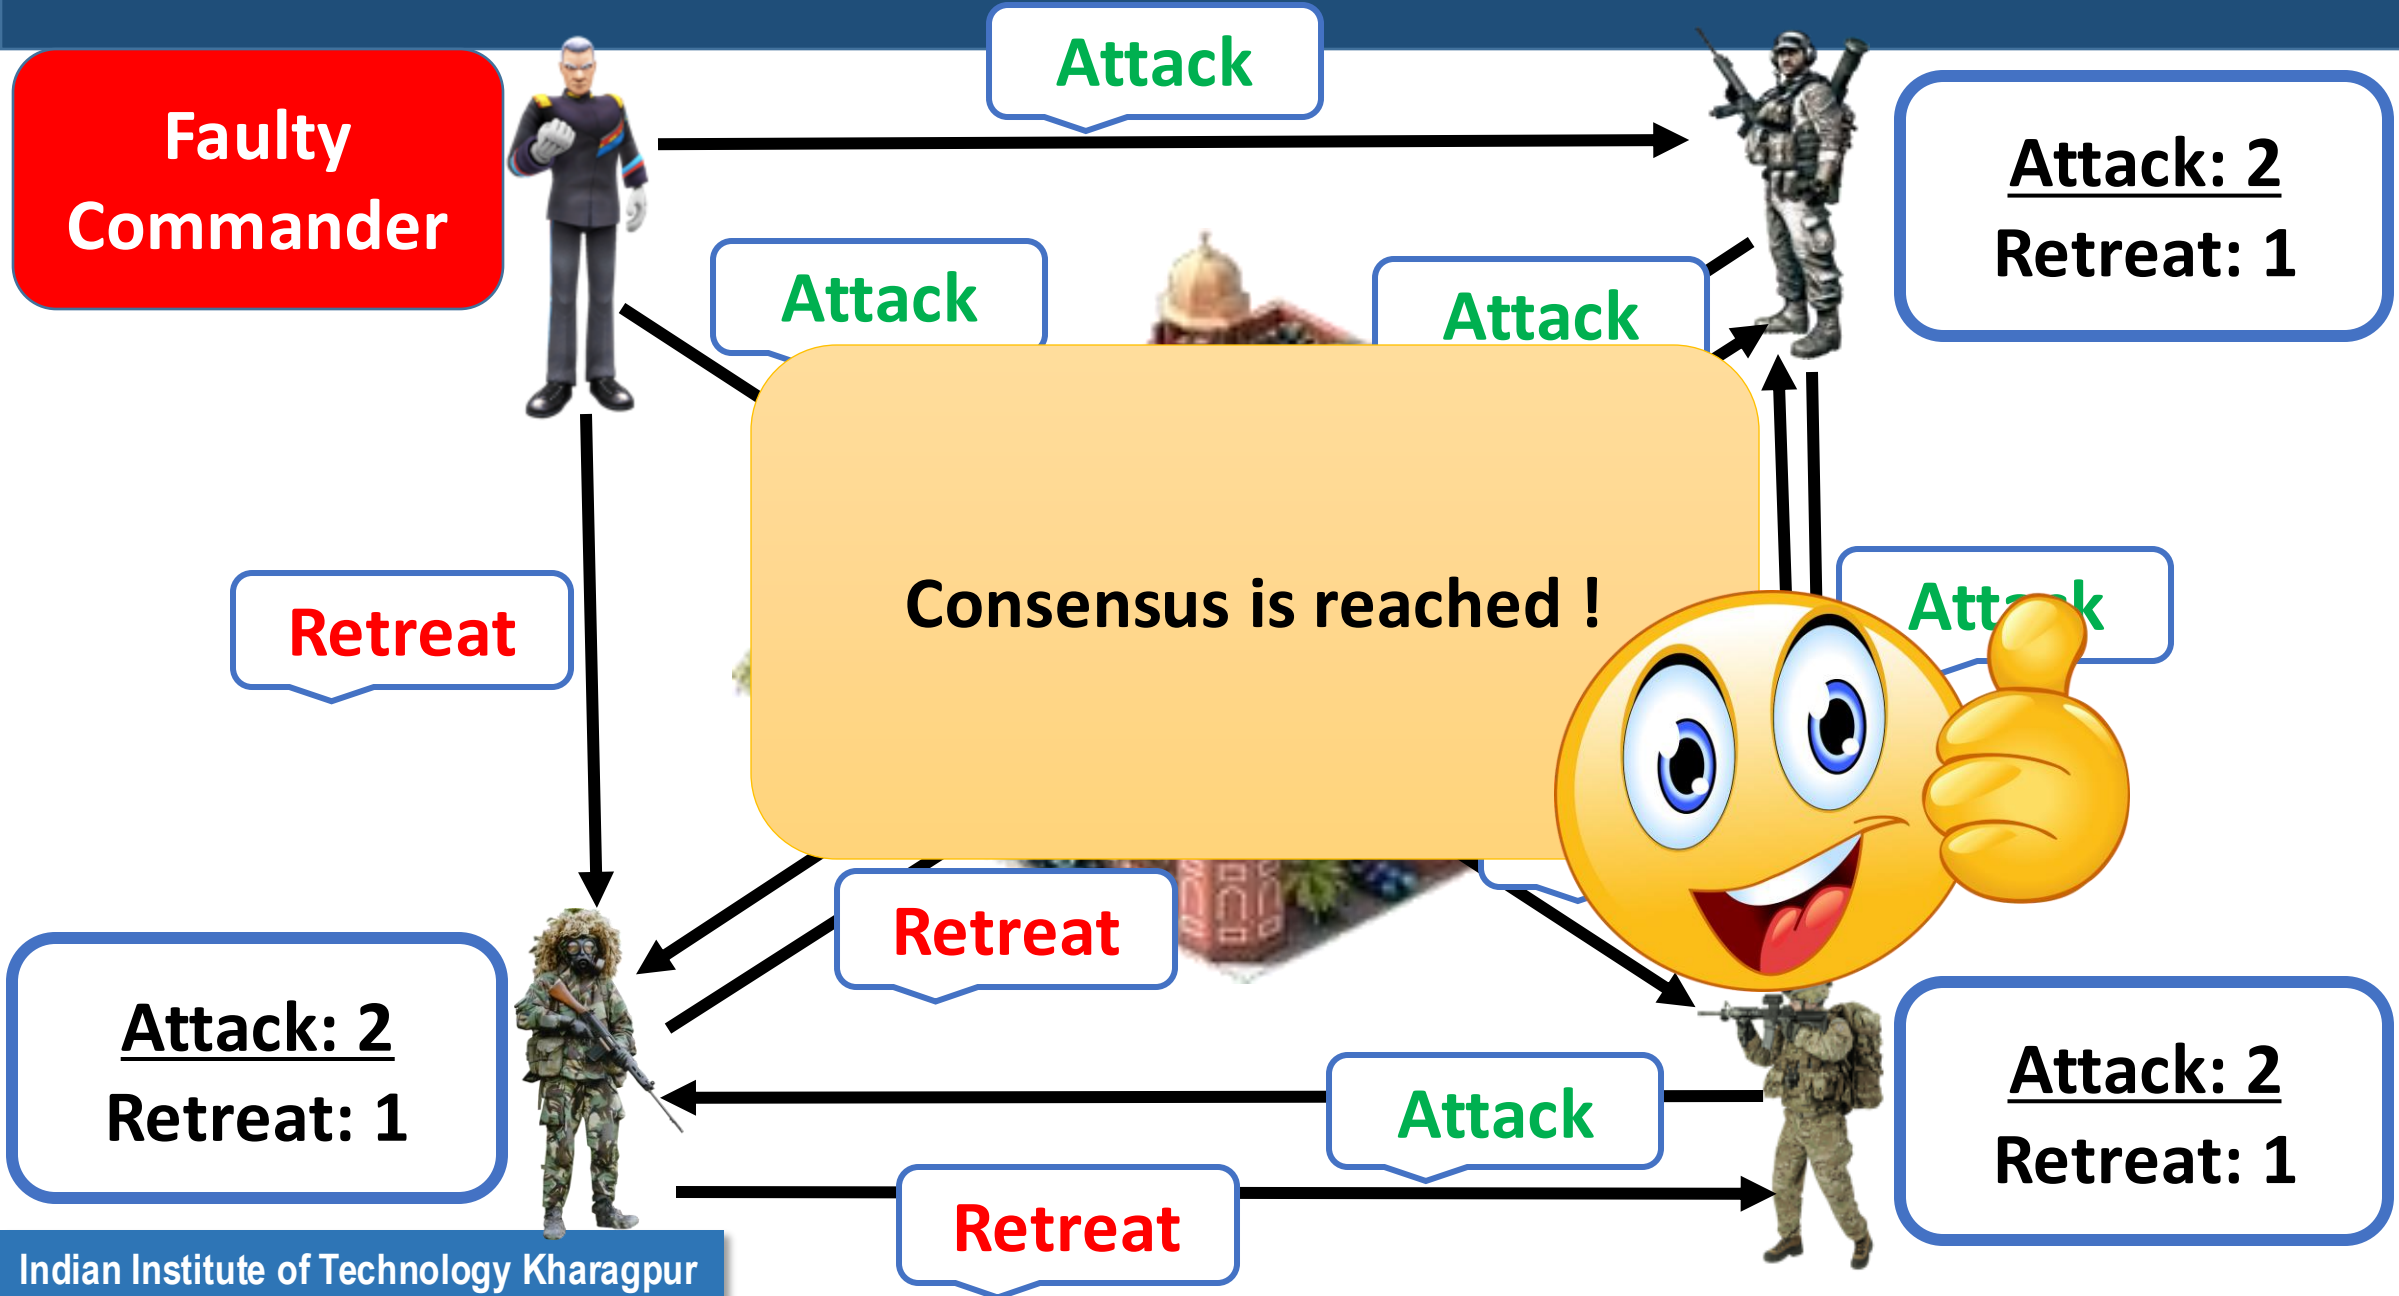 Attack
Faulty
Commander
Attack: 2
Retreat: 1
Attack
Attack
Consensus is reached !
Retreat
Retreat
Attack: 2
Retreat: 1
Attack
Attack: 2
Retreat: 1
Retreat
Indian Institute of Technology Kharagpur